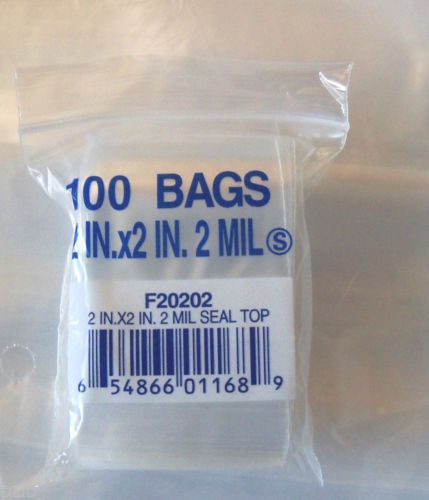 100 BAGS
2 IN.x2 IN. 2 MIL Ⓢ
F20202
2 IN.X2 IN. 2 MIL SEAL TOP
6 54866 01168 9